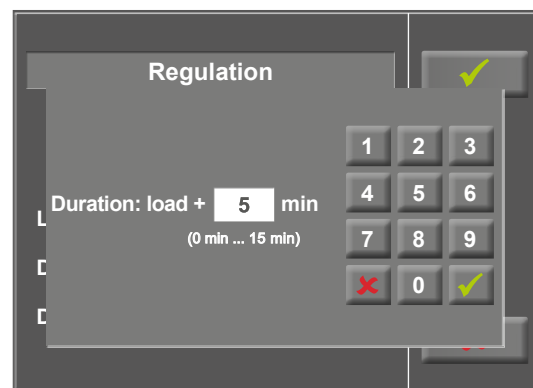 Regulation
Duration: load + 5 min
(0 min ... 15 min)
1 2 3
4 5 6
7 8 9
0
L
D
D